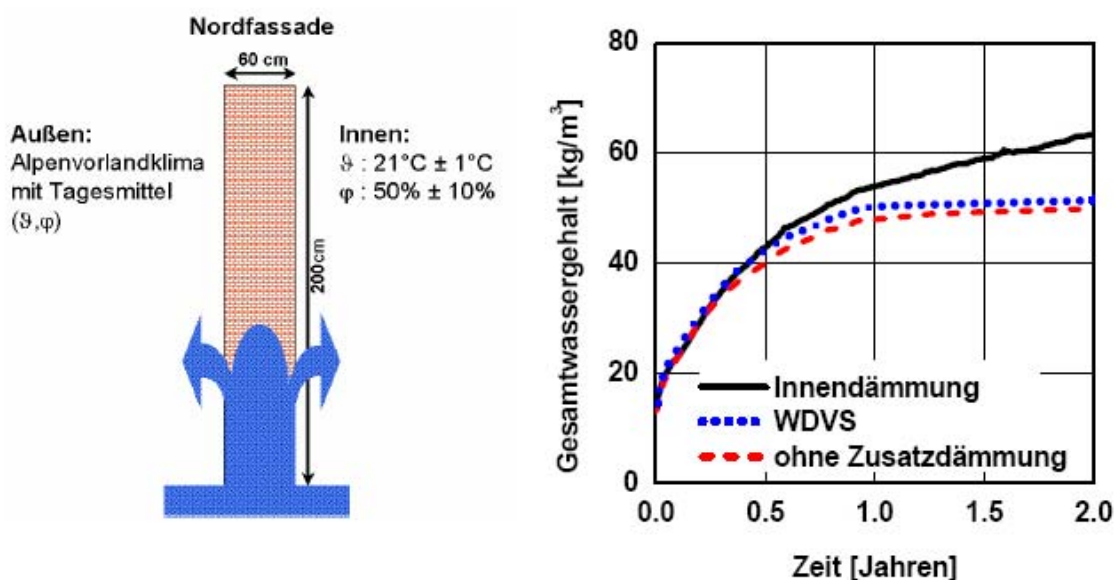 Nordfassade
60 cm
Außen:
Alpenvorlandklima
mit Tagesmittel
(ϑ,φ)
Innen:
ϑ : 21°C ± 1°C
φ : 50% ± 10%
200cm
Gesamtwassergehalt [kg/m³]
80
60
40
20
0
Innendämmung
WDVS
ohne Zusatzdämmung
0.0 0.5 1.0 1.5 2.0
Zeit [Jahren]